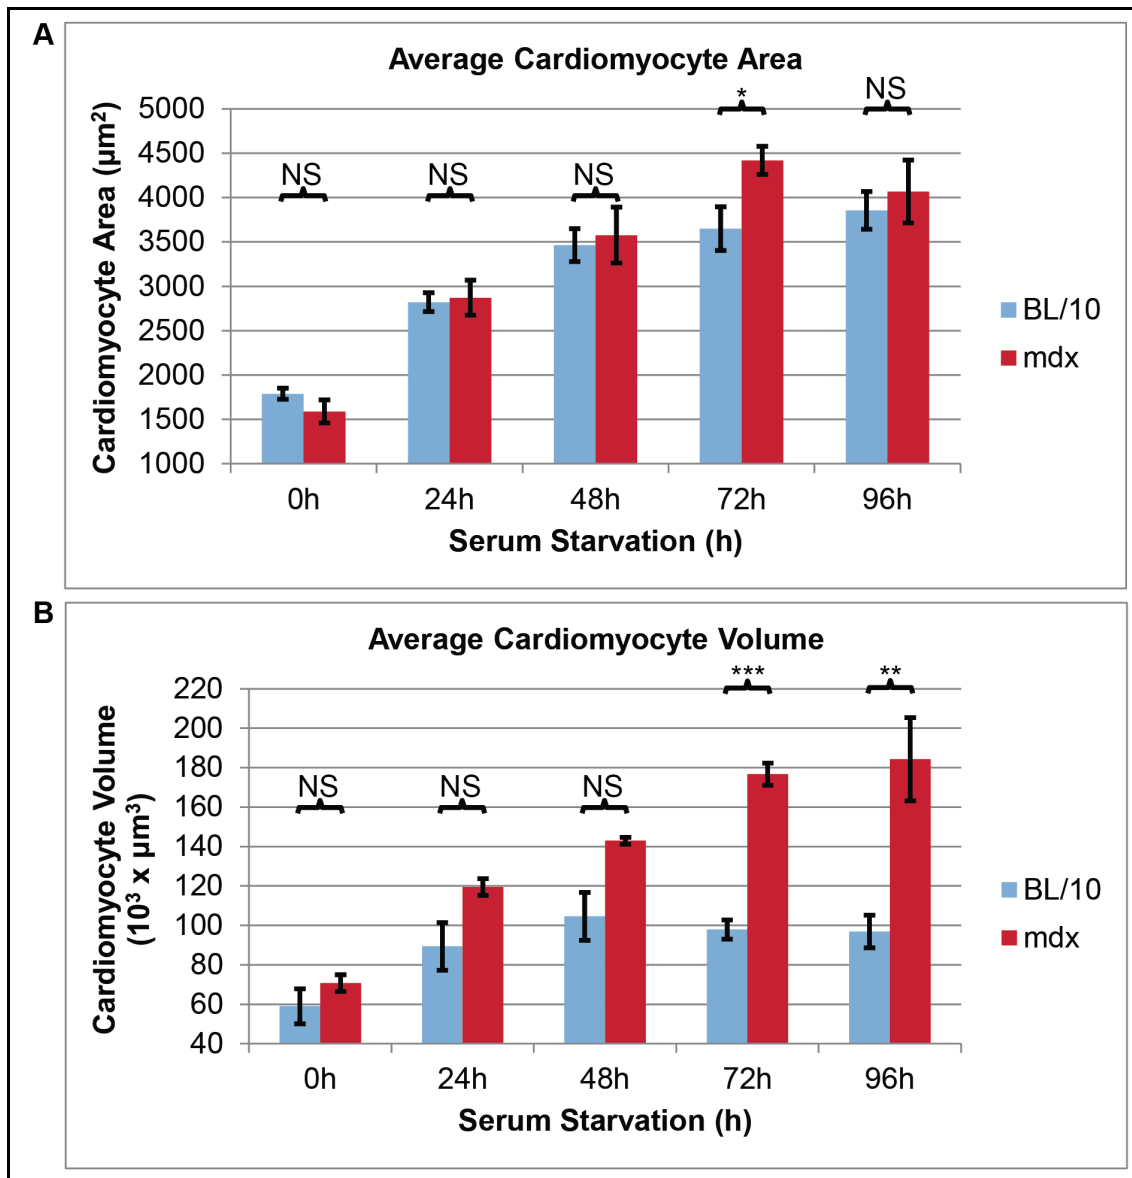 A
Average Cardiomyocyte Area
Cardiomyocyte Area (µm²)
5000
4500
4000
3500
3000
2500
2000
1500
1000
NS
NS
NS
*
NS
0h
24h
48h
72h
96h
Serum Starvation (h)
BL/10
mdx
B
Average Cardiomyocyte Volume
Cardiomyocyte Volume
(10³ x µm³)
220
200
180
160
140
120
100
80
60
40
NS
NS
NS
***
**
0h
24h
48h
72h
96h
Serum Starvation (h)
BL/10
mdx